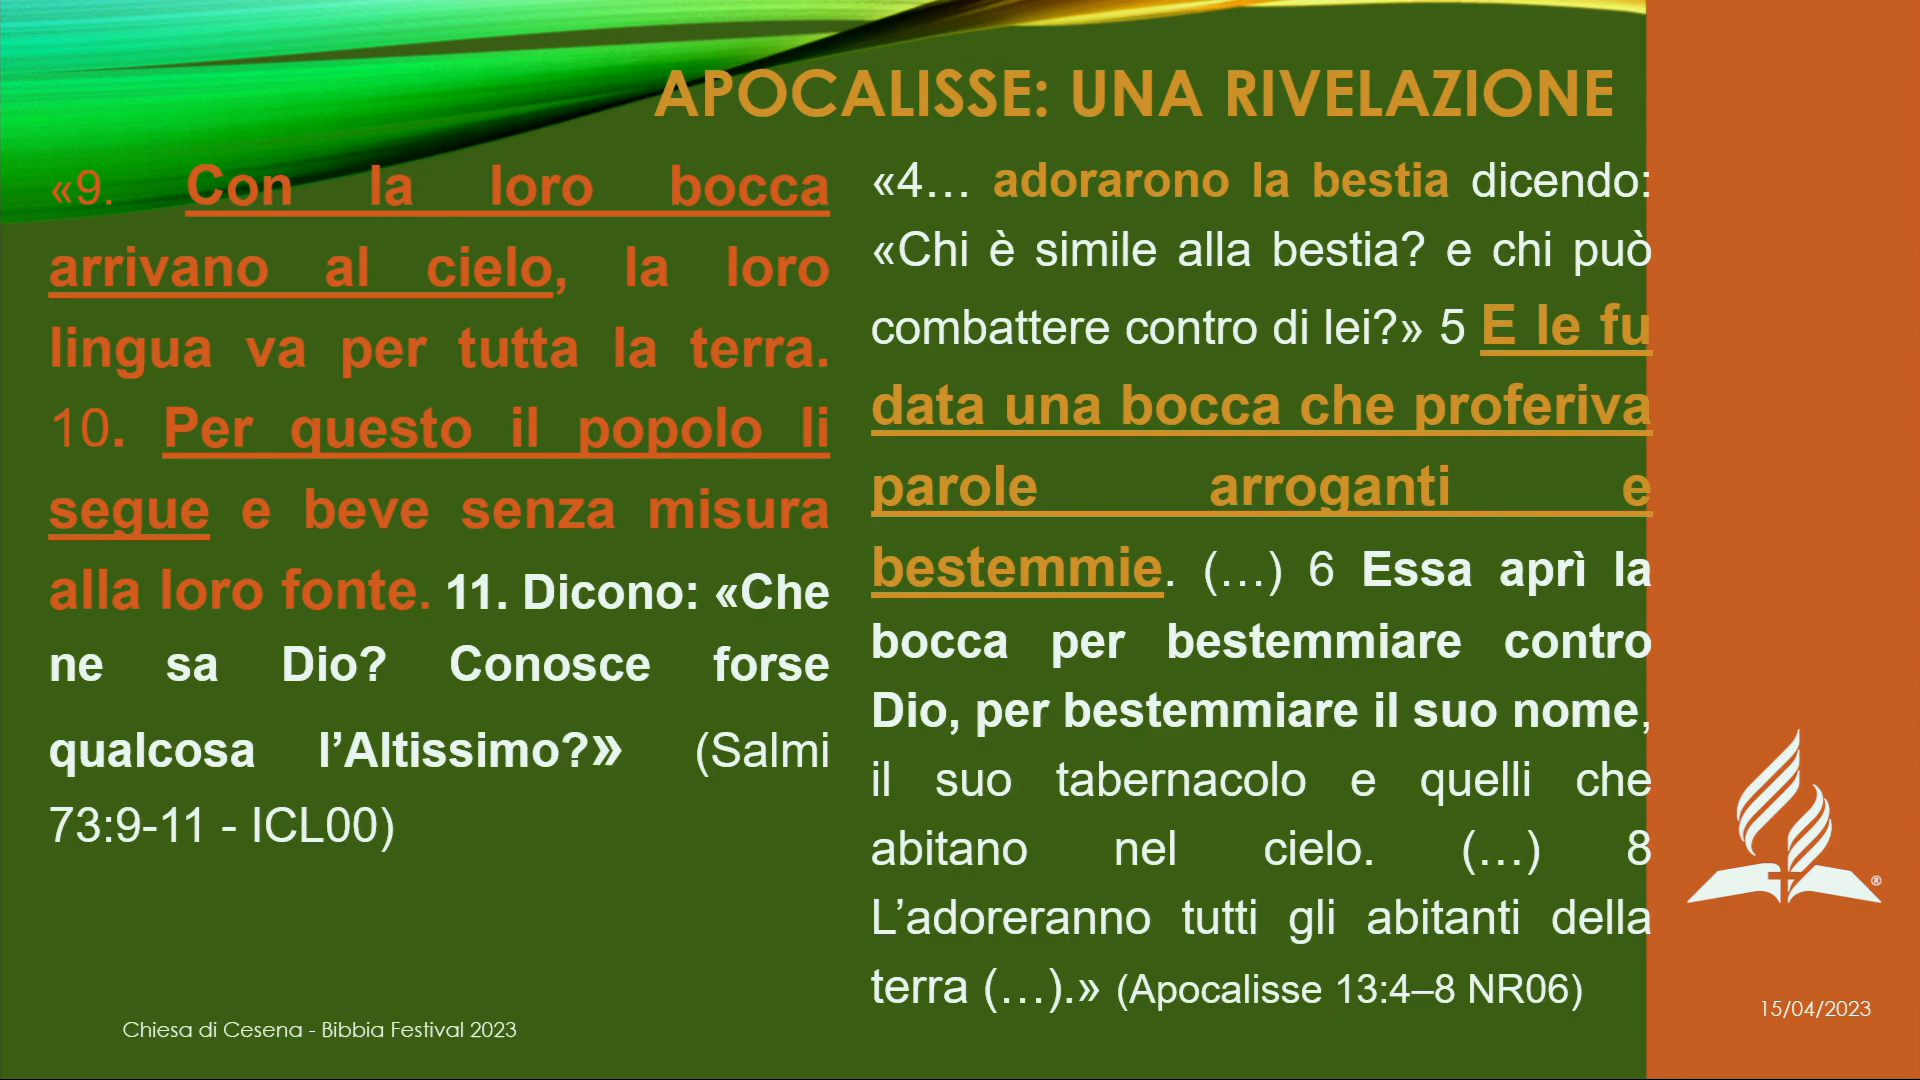 APOCALISSE: UNA RIVELAZIONE
«9. Con la loro bocca
arrivano al cielo, la loro
lingua va per tutta la terra.
10. Per questo il popolo li
segue e beve senza misura
alla loro fonte. 11. Dicono: «Che
ne sa Dio? Conosce forse
qualcosa l’Altissimo?» (Salmi
73:9-11 - ICL00)
«4… adorarono la bestia dicendo:
«Chi è simile alla bestia? e chi può
combattere contro di lei?» 5 E le fu
data una bocca che proferiva
parole arroganti e
bestemmie. (…) 6 Essa aprì la
bocca per bestemmiare contro
Dio, per bestemmiare il suo nome,
il suo tabernacolo e quelli che
abitano nel cielo. (…) 8
L’adoreranno tutti gli abitanti della
terra (…).» (Apocalisse 13:4–8 NR06)
®
15/04/2023
Chiesa di Cesena - Bibbia Festival 2023